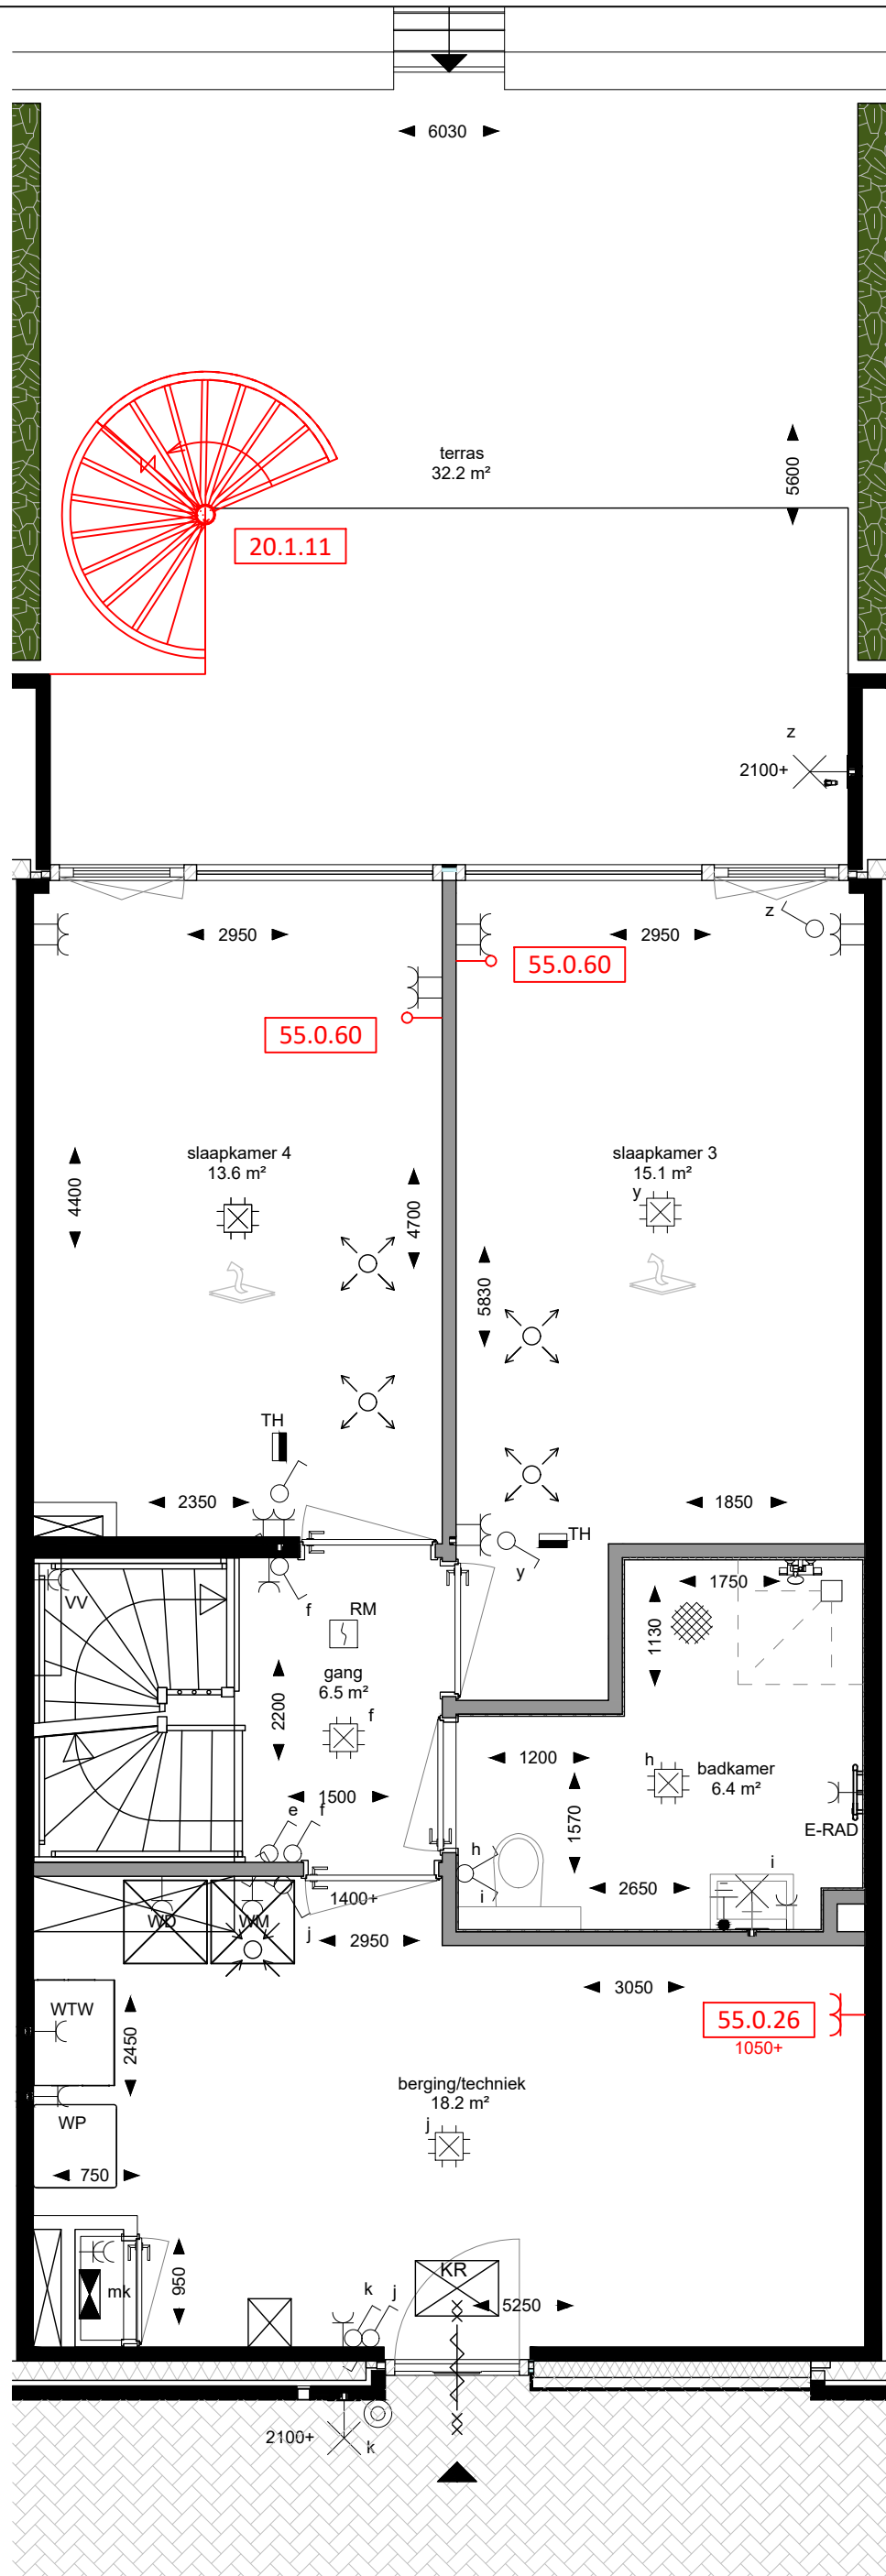 6030
terras
32.2 m²
5600
20.1.11
z
2100+
z
2950
2950
55.0.60
55.0.60
slaapkamer 4
13.6 m²
slaapkamer 3
15.1 m²
y
4400
4700
5830
TH
2350
1850
TH
y
VV
f
RM
1750
1130
gang
6.5 m²
f
2200
1200
h
badkamer
6.4 m²
1500
e
f
1570
E-RAD
h
i
i
2650
WD
WM
1400+
j
2950
3050
WTW
2450
55.0.26
1050+
berging/techniek
18.2 m²
j
WP
750
950
mk
KR
k
j
5250
2100+
k